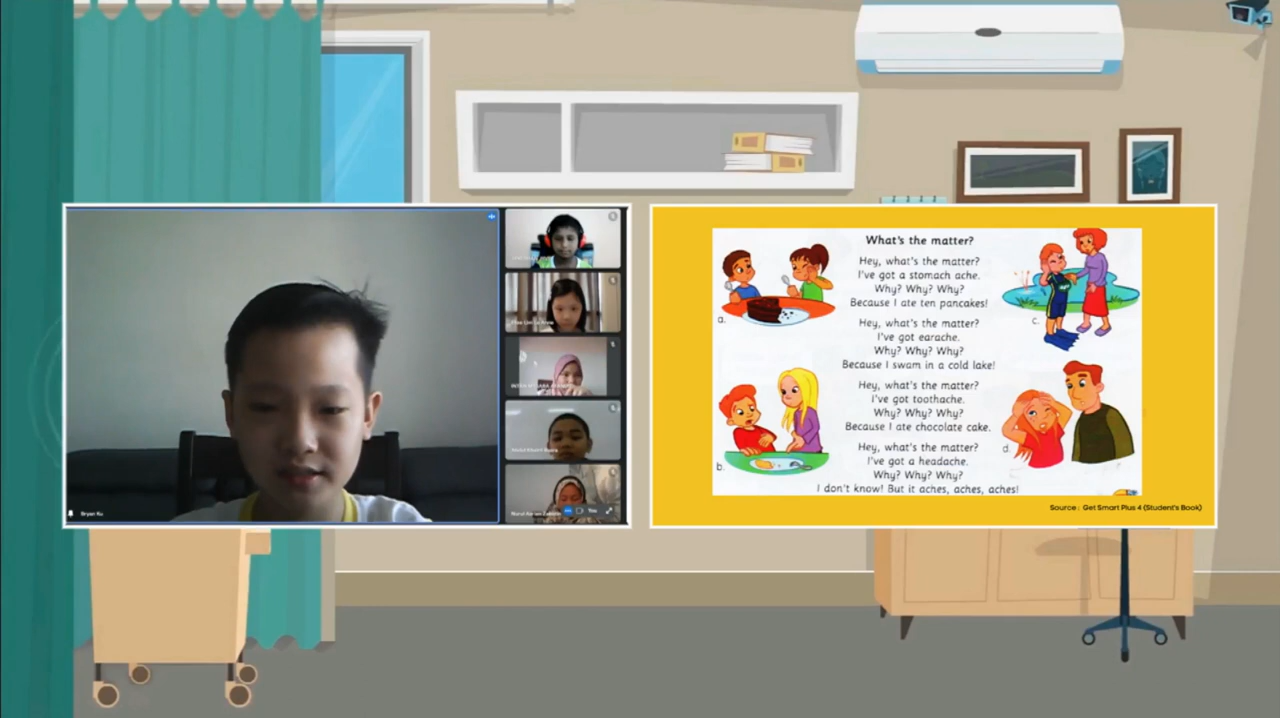 Bryan Ku
What's the matter?
Hey, what's the matter?
I've got a stomach ache.
Why? Why? Why?
Because I ate ten pancakes!
a.
Hey, what's the matter?
I've got earache.
Why? Why? Why?
Because I swam in a cold lake!
c.
Hey, what's the matter?
I've got toothache.
Why? Why? Why?
Because I ate chocolate cake.
b.
Hey, what's the matter?
I've got a headache.
Why? Why? Why?
I don't know! But it aches, aches, aches!
d.
Source : Get Smart Plus 4 (Student's Book)